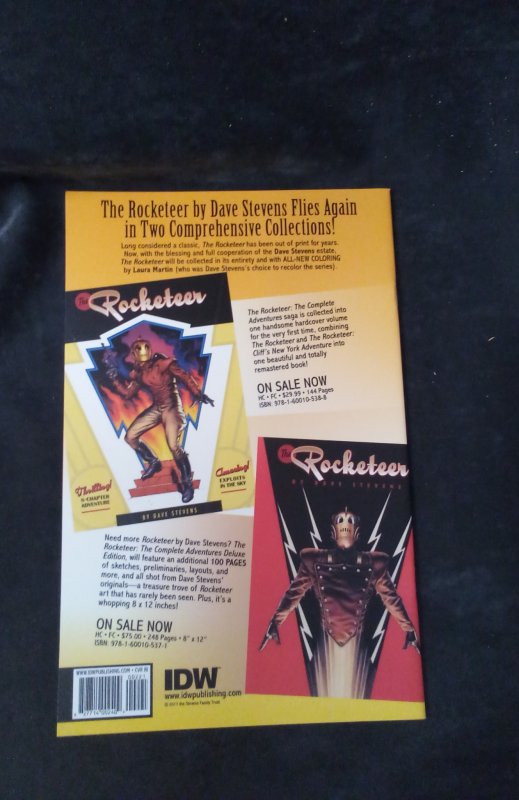 The Rocketeer by Dave Stevens Flies Again
in Two Comprehensive Collections!
Long considered a classic, The Rocketeer has been out of print for years.
Now, with the blessing and full cooperation of the Dave Stevens estate,
The Rocketeer will be collected in its entirety and with ALL-NEW COLORING
by Laura Martin (who was Dave Stevens's choice to recolor the series).
The Rocketeer
Thrilling!
5-CHAPTER
ADVENTURE
Amazing!
EXPLOITS
IN THE SKY
BY DAVE STEVENS
The Rocketeer: The Complete
Adventures saga is collected into
one handsome hardcover volume
for the very first time, combining
The Rocketeer and The Rocketeer:
Cliff's New York Adventure into
one beautiful and totally
remastered book!
ON SALE NOW
HC • FC • $29.99 • 144 Pages
ISBN: 978-1-60010-538-8
The Rocketeer
BY DAVE STEVENS
Need more Rocketeer by Dave Stevens? The
Rocketeer: The Complete Adventures Deluxe
Edition, will feature an additional 100 PAGES
of sketches, preliminaries, layouts, and
more, and all shot from Dave Stevens'
originals—a treasure trove of Rocketeer
art that has rarely been seen. Plus, it's a
whopping 8 x 12 inches!
ON SALE NOW
HC • FC • $75.00 • 248 Pages • 8" x 12"
ISBN: 978-1-60010-537-1
WWW.IDWPUBLISHING.COM
00221
IDW
www.idwpublishing.com